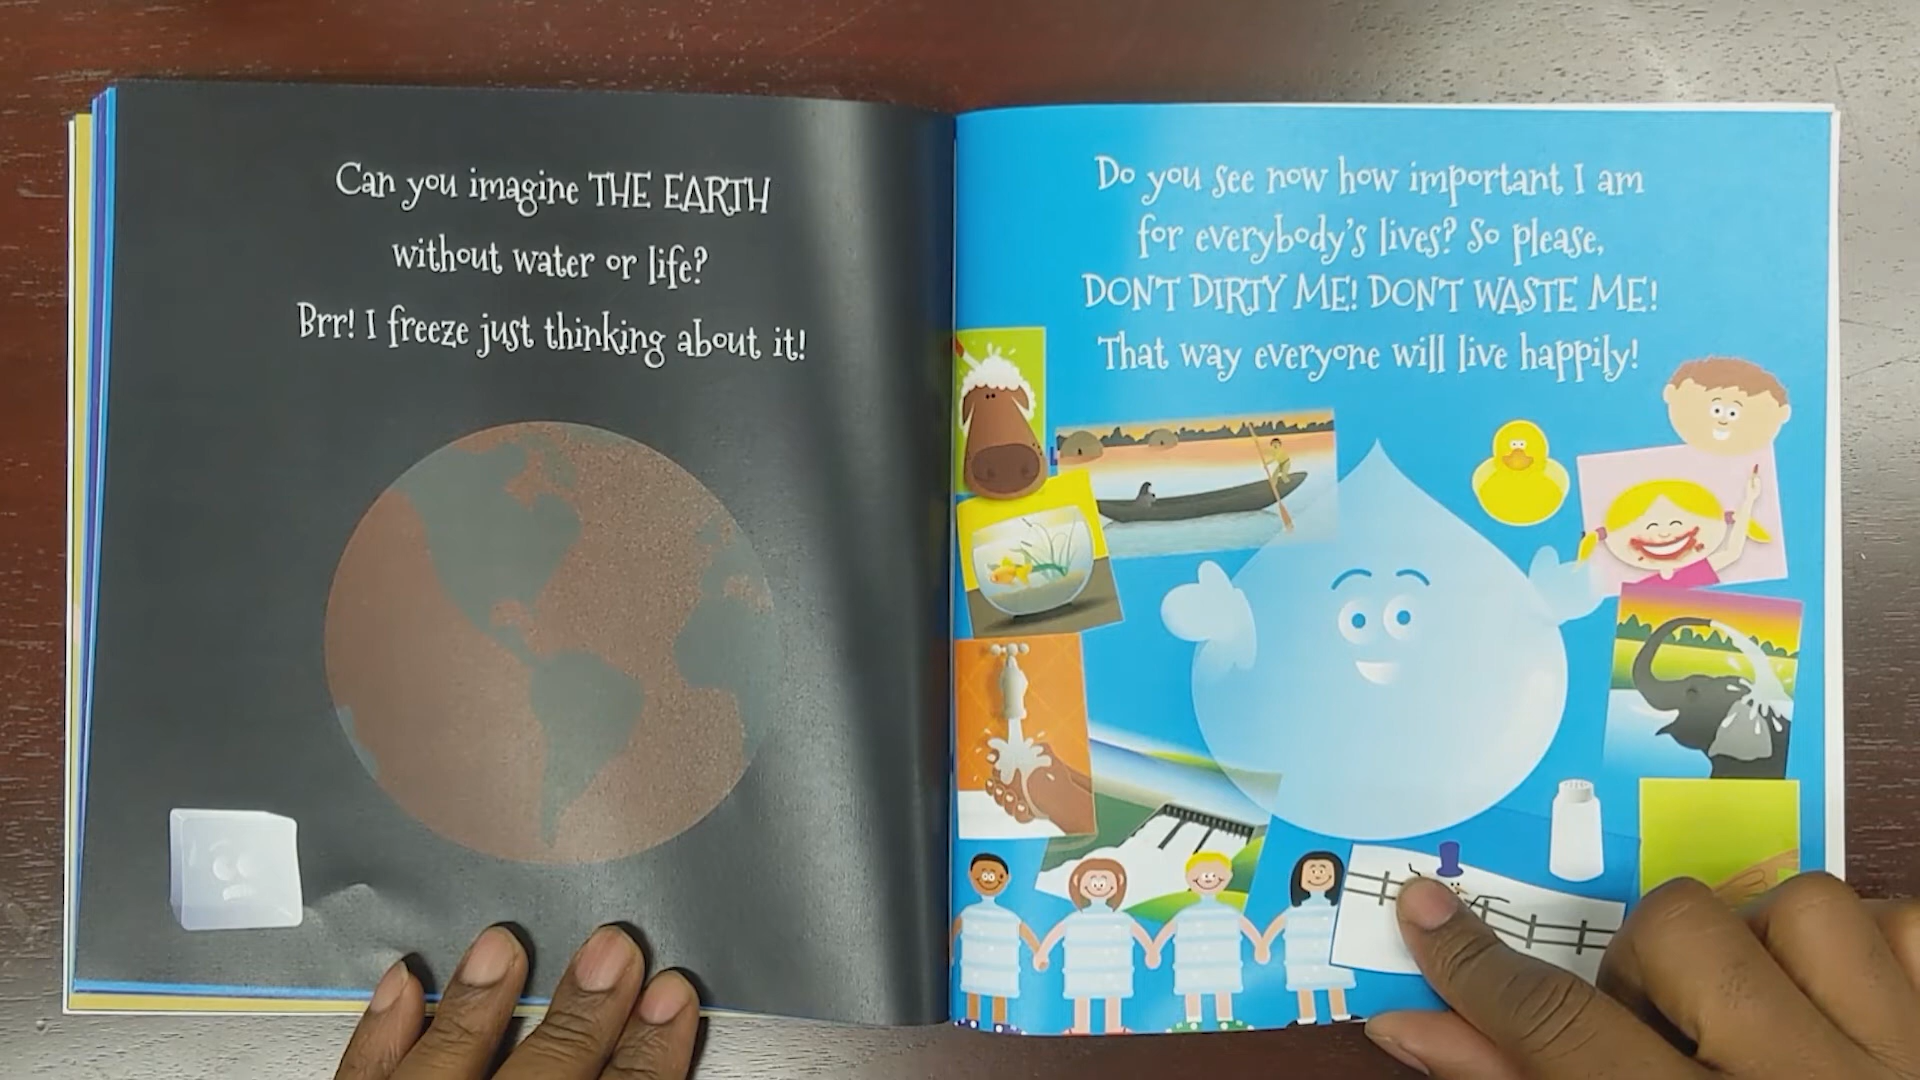 Can you imagine THE EARTH
without water or life?
Brr! I freeze just thinking about it!
Do you see now how important I am
for everybody's lives? So please,
DON'T DIRTY ME! DON'T WASTE ME!
That way everyone will live happily!